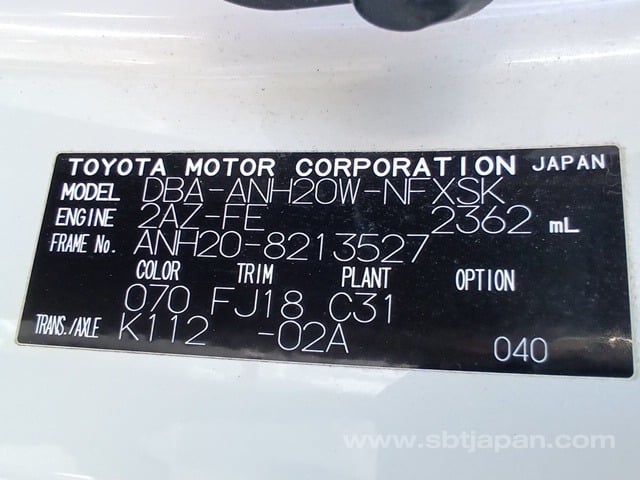 TOYOTA MOTOR CORPORATION JAPAN
MODEL DBA-ANH20W-NFXSK
ENGINE 2AZ-FE 2362 mL
FRAME No. ANH20-8213527
COLOR TRIM PLANT OPTION
070 FJ18 C31
TRANS./AXLE K112 -02A
040
www.sbtjapan.com